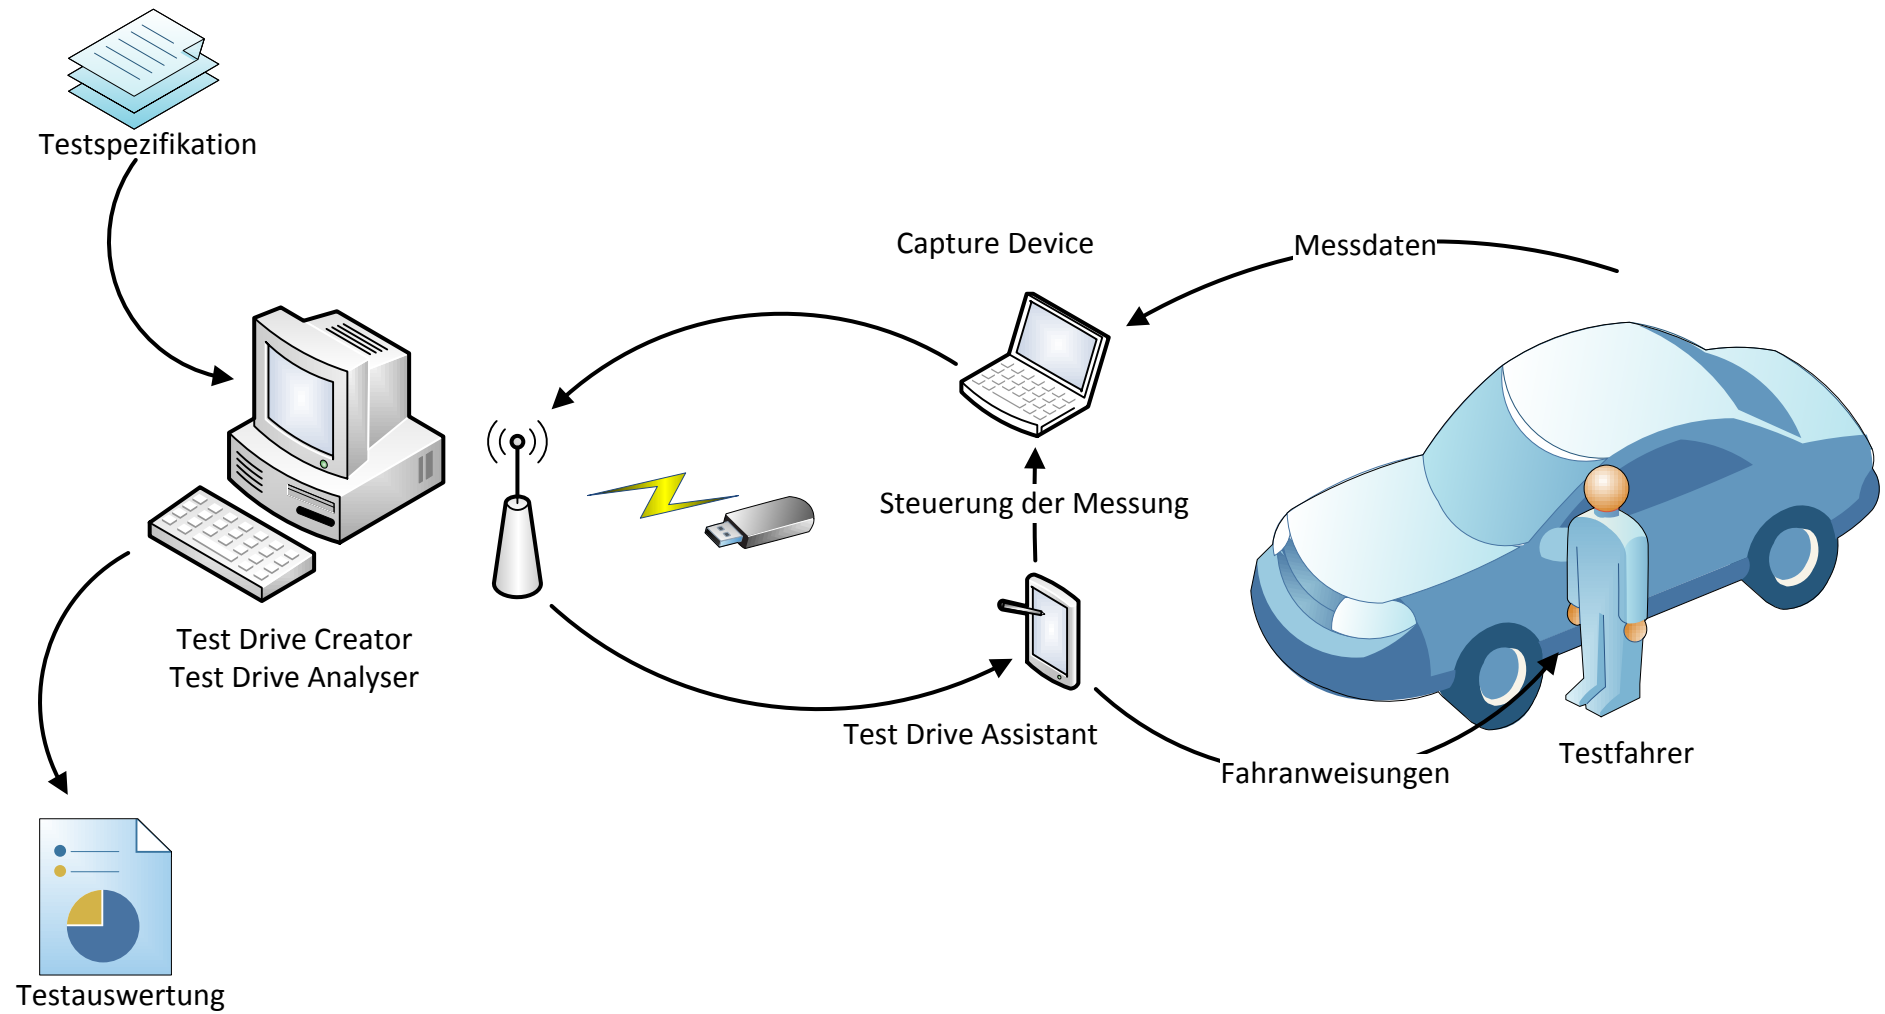 Testspezifikation
Capture Device
Messdaten
Steuerung der Messung
Test Drive Creator
Test Drive Analyser
Test Drive Assistant
Fahranweisungen
Testfahrer
Testauswertung